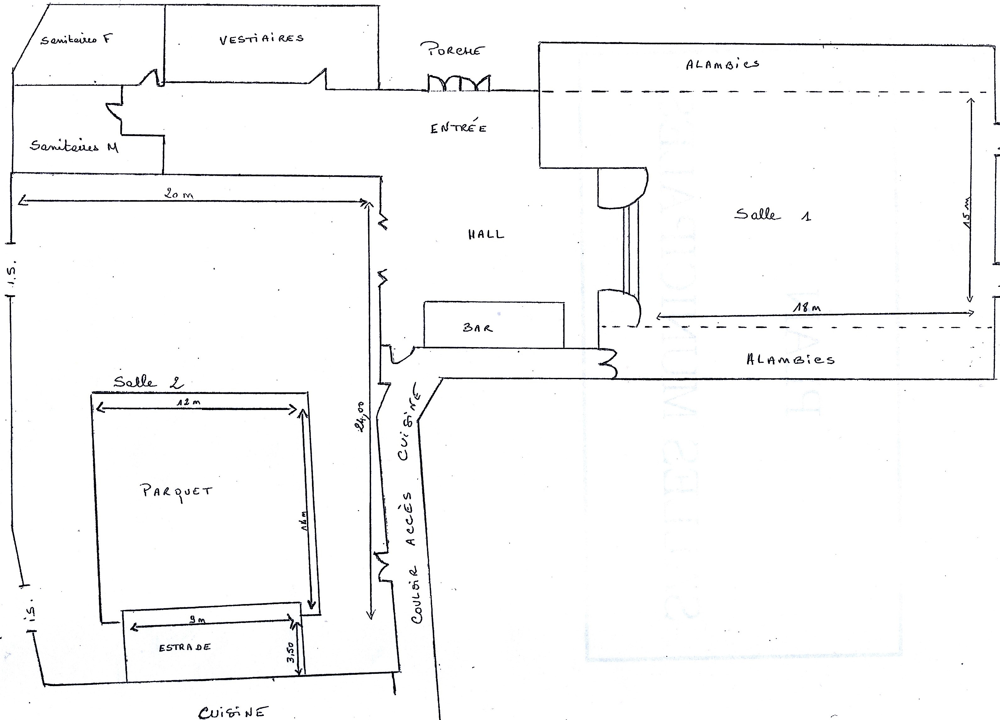 Sanitaires F
VESTIAIRES
PORCHE
ALAMBICS
ENTRÉE
Sanitaires M
20 m
HALL
Salle 1
15 m
I.S.
18 m
BAR
ALAMBICS
Salle 2
12 m
24,00
COULOIR ACCÈS CUISINE
PARQUET
14 m
I.S.
9 m
ESTRADE
3,50
CUISINE